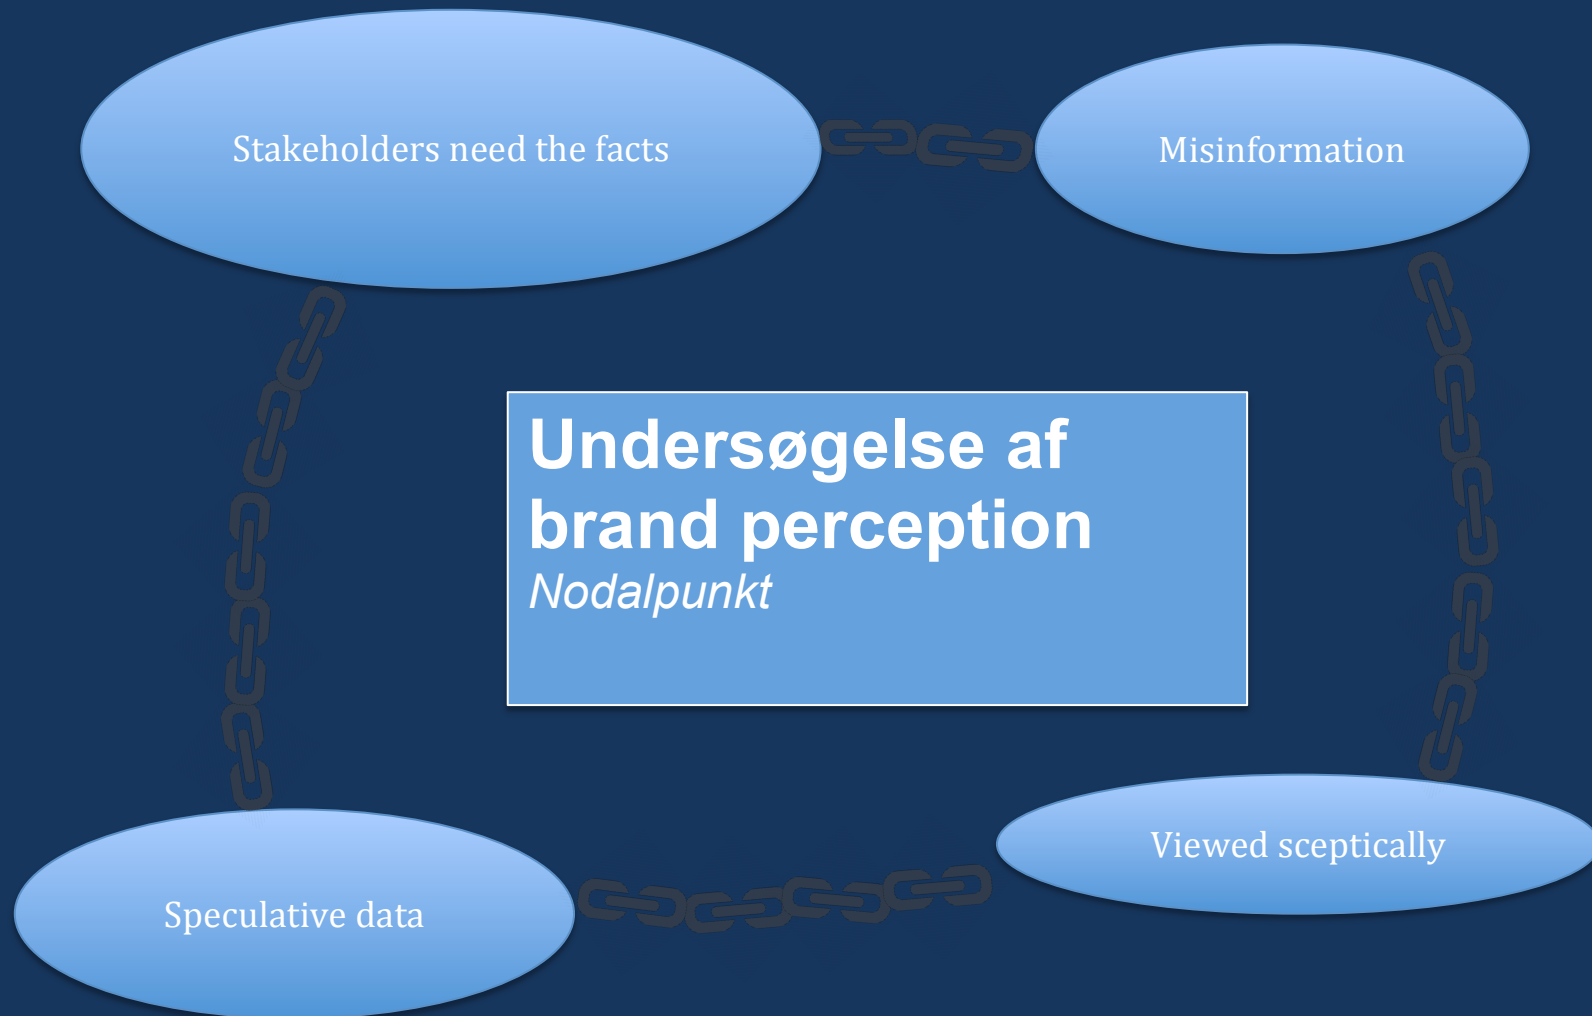 Stakeholders need the facts
Misinformation
Undersøgelse af
brand perception
Nodalpunkt
Viewed sceptically
Speculative data